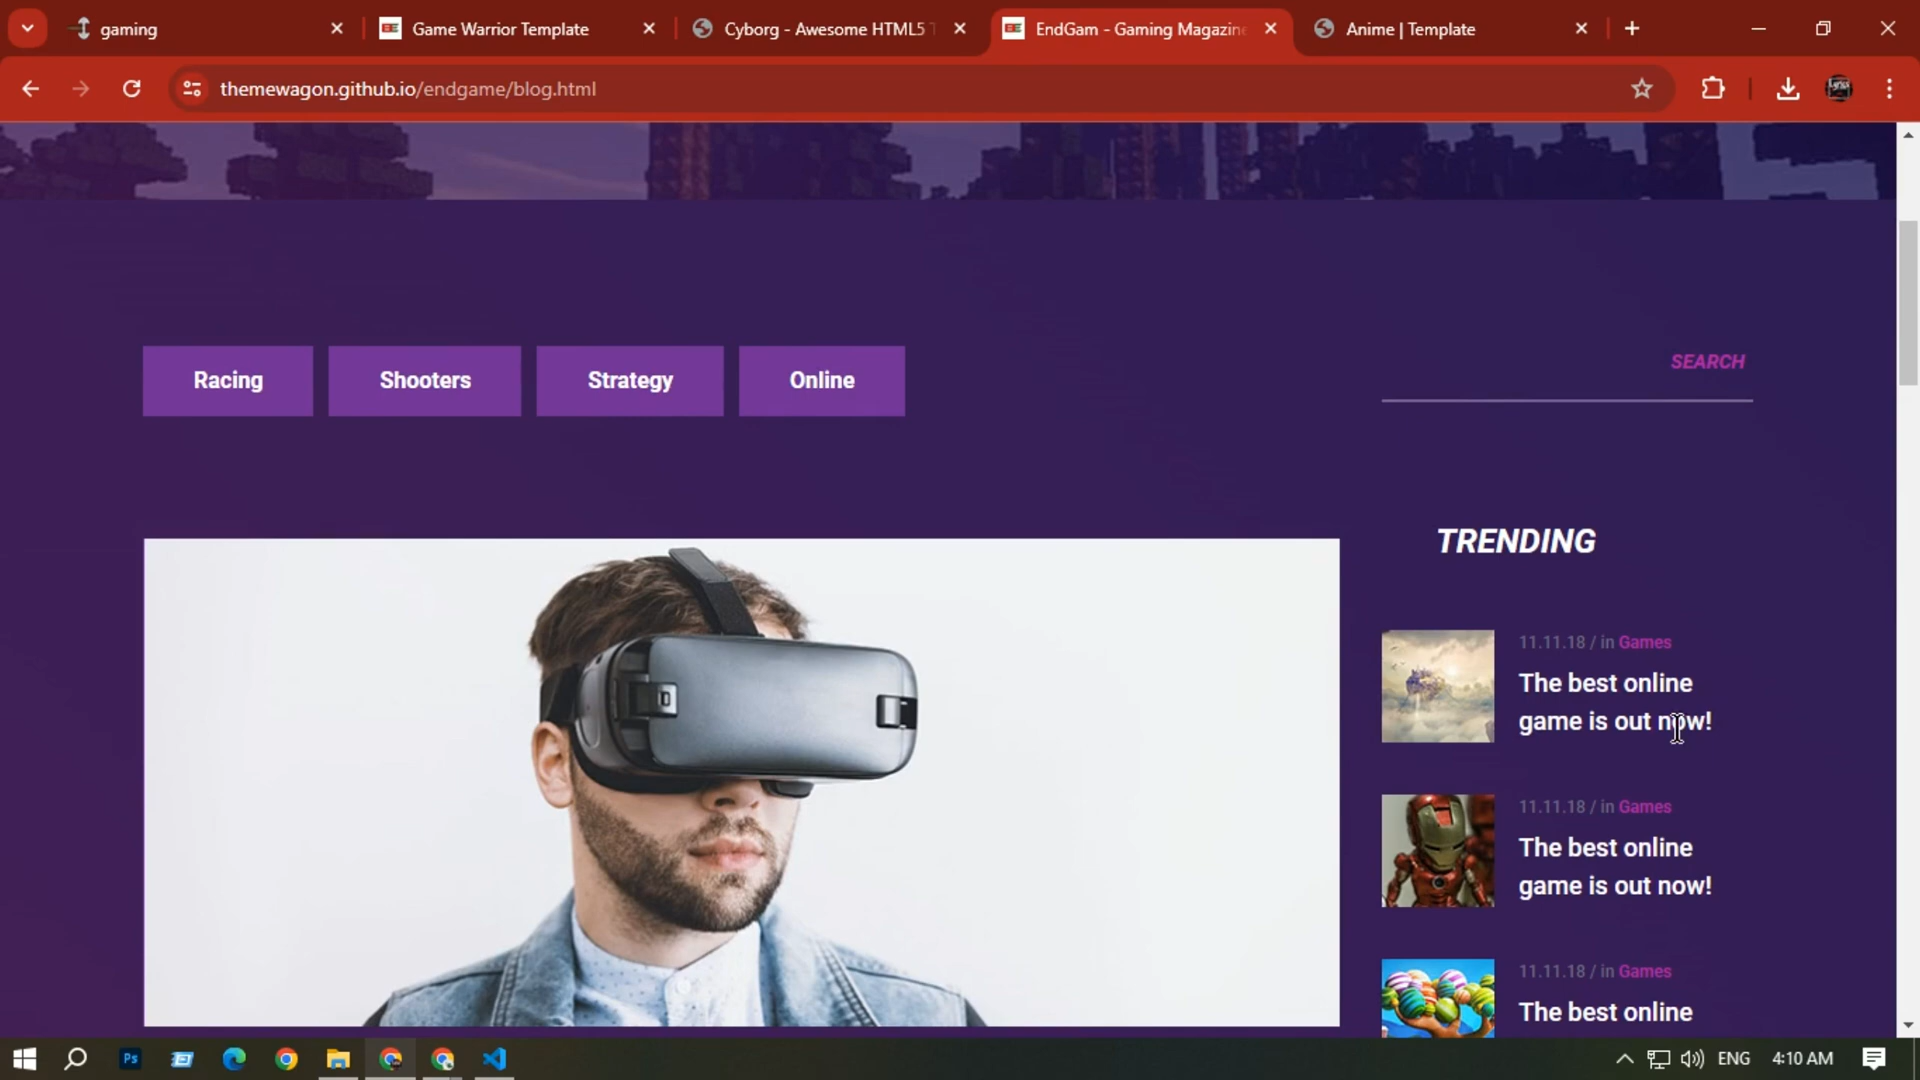 gaming
Game Warrior Template
Cyborg - Awesome HTML5 T
EndGam - Gaming Magazine
Anime | Template
themewagon.github.io/endgame/blog.html
Racing
Shooters
Strategy
Online
SEARCH
TRENDING
11.11.18 / in Games
The best online
game is out now!
11.11.18 / in Games
The best online
game is out now!
11.11.18 / in Games
The best online
Ps
ENG
4:10 AM